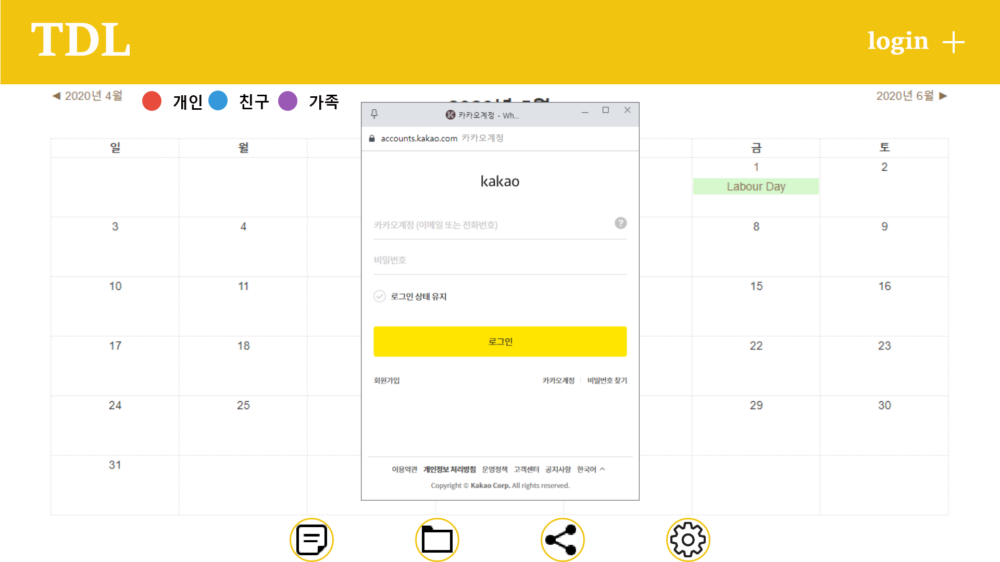 TDL
login
◀ 2020년 4월
개인 친구 가족
2020년 6월 ▶
카카오계정 - Wh...
accounts.kakao.com 카카오계정
일 월 금 토
1 2
Labour Day
kakao
카카오계정 (이메일 또는 전화번호)
?
3 4 8 9
비밀번호
10 11 15 16
로그인 상태 유지
로그인
17 18 22 23
회원가입 카카오계정 비밀번호 찾기
24 25 29 30
31
이용약관 개인정보 처리방침 운영정책 고객센터 공지사항 한국어
Copyright © Kakao Corp. All rights reserved.